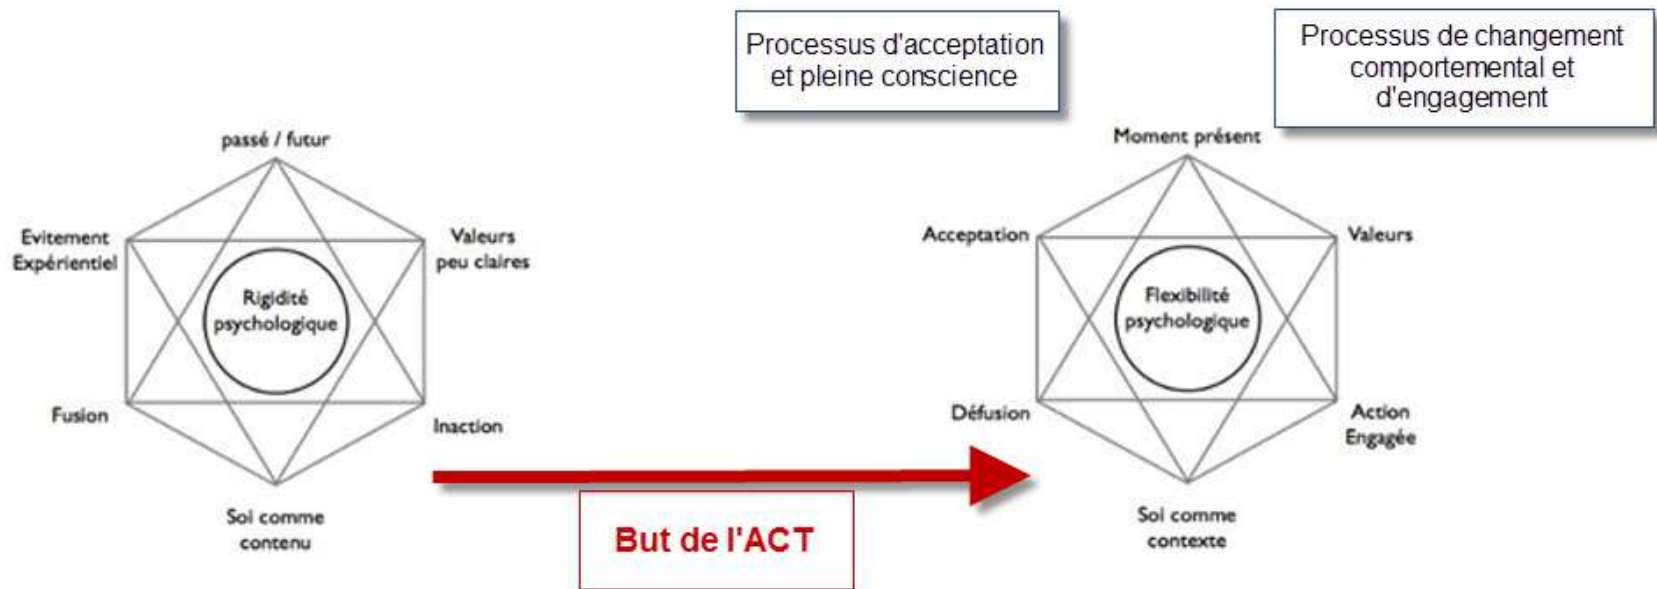 Processus d'acceptation
et pleine conscience
Processus de changement
comportemental et
d'engagement
passé / futur
Evitement
Expérientiel
Valeurs
peu claires
Rigidité
psychologique
Fusion
Inaction
Soi comme
contenu
But de l'ACT
Moment présent
Acceptation
Valeurs
Flexibilité
psychologique
Défusion
Action
Engagée
Soi comme
contexte